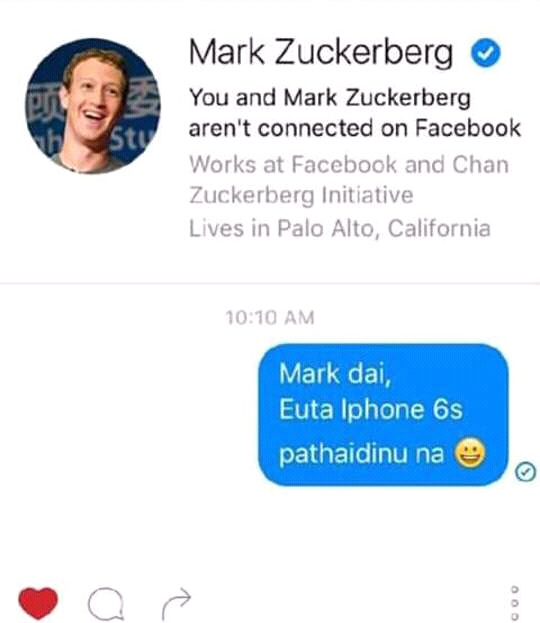 Mark Zuckerberg
You and Mark Zuckerberg
aren't connected on Facebook
Works at Facebook and Chan
Zuckerberg Initiative
Lives in Palo Alto, California
10:10 AM
Mark dai,
Euta Iphone 6s
pathaidinu na 😀